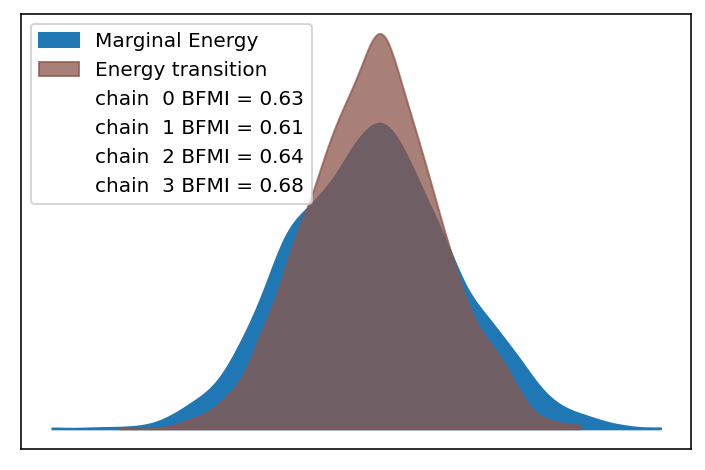 Marginal Energy
Energy transition
chain  0 BFMI = 0.63
chain  1 BFMI = 0.61
chain  2 BFMI = 0.64
chain  3 BFMI = 0.68